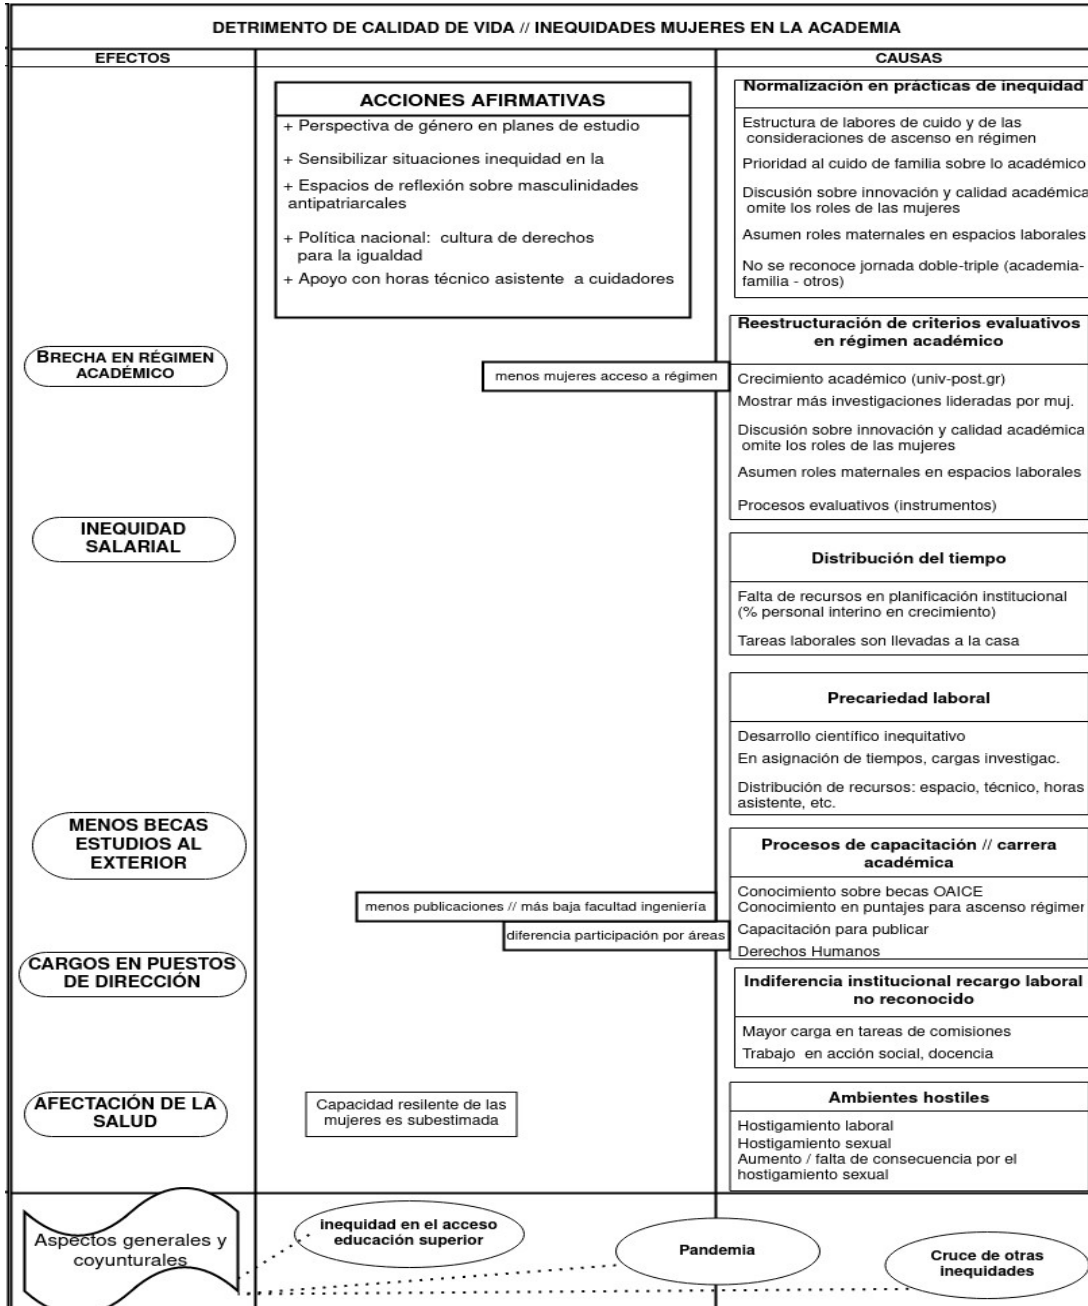 DETRIMENTO DE CALIDAD DE VIDA // INEQUIDADES MUJERES EN LA ACADEMIA
EFECTOS
CAUSAS
ACCIONES AFIRMATIVAS
+ Perspectiva de género en planes de estudio
+ Sensibilizar situaciones inequidad en la
+ Espacios de reflexión sobre masculinidades
antipatriarcales
+ Política nacional: cultura de derechos
para la igualdad
+ Apoyo con horas técnico asistente a cuidadores
Normalización en prácticas de inequidad
Estructura de labores de cuido y de las
consideraciones de ascenso en régimen
Prioridad al cuido de familia sobre lo académico
Discusión sobre innovación y calidad académica
omite los roles de las mujeres
Asumen roles maternales en espacios laborales
No se reconoce jornada doble-triple (academia-
familia - otros)
BRECHA EN RÉGIMEN
ACADÉMICO
menos mujeres acceso a régimen
Reestructuración de criterios evaluativos
en régimen académico
Crecimiento académico (univ-post.gr)
Mostrar más investigaciones lideradas por muj.
Discusión sobre innovación y calidad académica
omite los roles de las mujeres
Asumen roles maternales en espacios laborales
Procesos evaluativos (instrumentos)
INEQUIDAD
SALARIAL
Distribución del tiempo
Falta de recursos en planificación institucional
(% personal interino en crecimiento)
Tareas laborales son llevadas a la casa
Precariedad laboral
Desarrollo científico inequitativo
En asignación de tiempos, cargas investigac.
Distribución de recursos: espacio, técnico, horas
asistente, etc.
MENOS BECAS
ESTUDIOS AL
EXTERIOR
menos publicaciones // más baja facultad ingeniería
diferencia participación por áreas
Procesos de capacitación // carrera
académica
Conocimiento sobre becas OAICE
Conocimiento en puntajes para ascenso régimen
Capacitación para publicar
Derechos Humanos
CARGOS EN PUESTOS
DE DIRECCIÓN
Indiferencia institucional recargo laboral
no reconocido
Mayor carga en tareas de comisiones
Trabajo en acción social, docencia
AFECTACIÓN DE LA
SALUD
Capacidad resilente de las
mujeres es subestimada
Ambientes hostiles
Hostigamiento laboral
Hostigamiento sexual
Aumento / falta de consecuencia por el
hostigamiento sexual
Aspectos generales y
coyunturales
inequidad en el acceso
educación superior
Pandemia
Cruce de otras
inequidades